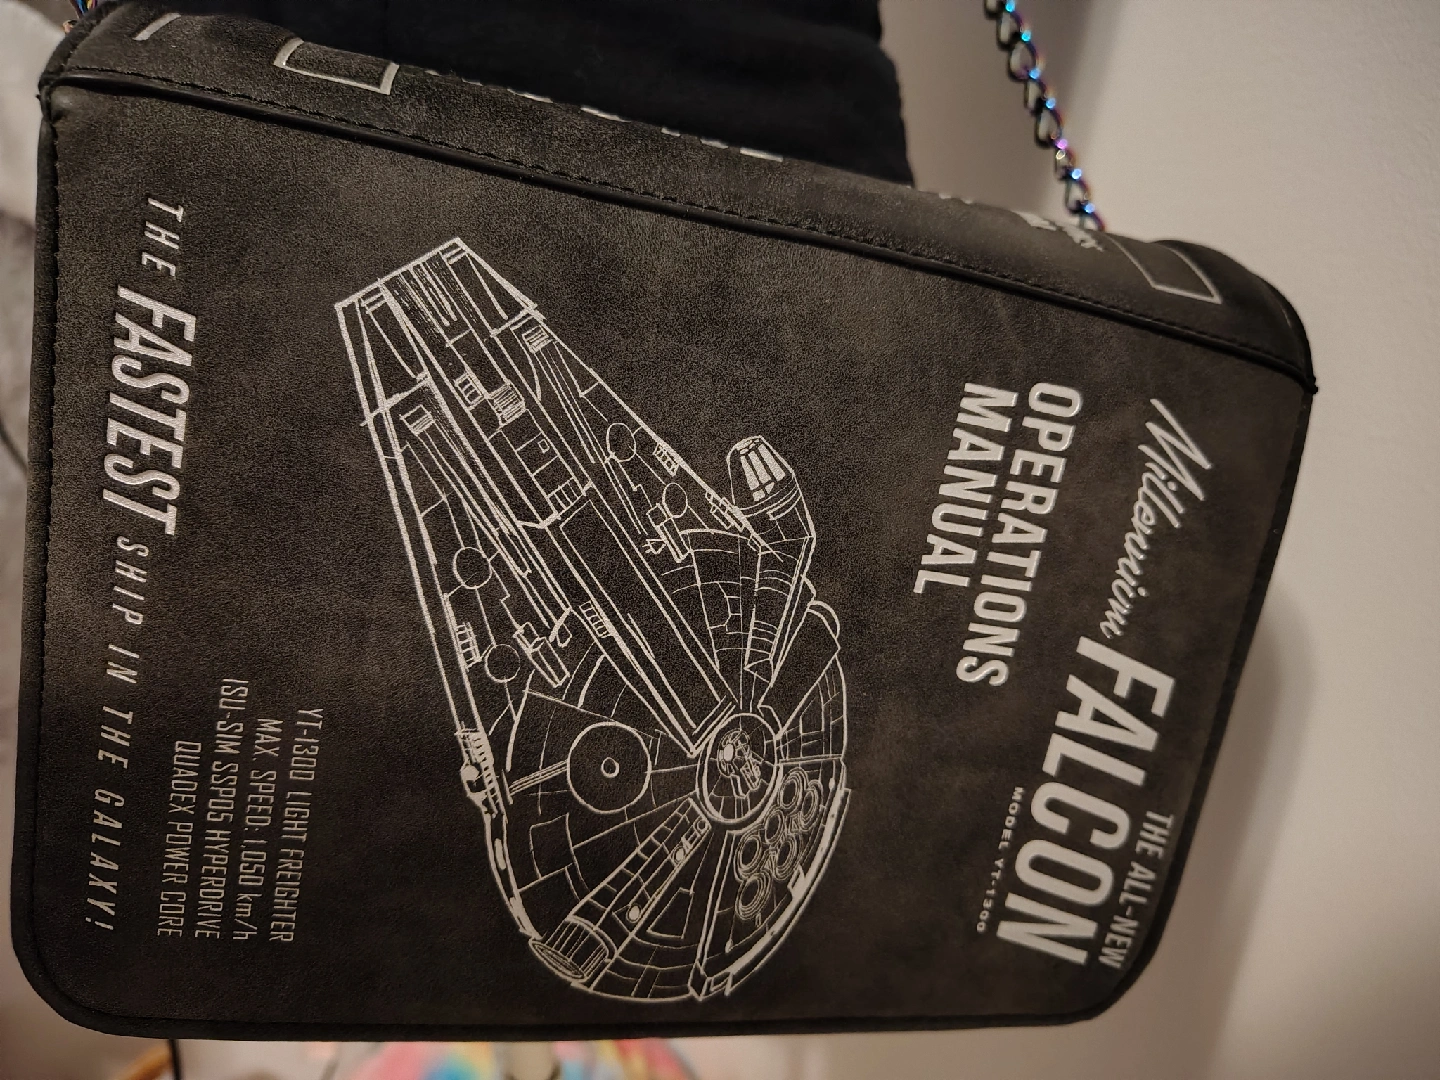 THE ALL-NEW
Millennium FALCON
MODEL YT-1300
OPERATIONS
MANUAL
YT-1300 LIGHT FREIGHTER
MAX. SPEED: 1,050 km/h
ISU-SIM SSP05 HYPERDRIVE
QUADEX POWER CORE
THE FASTEST SHIP IN THE GALAXY!